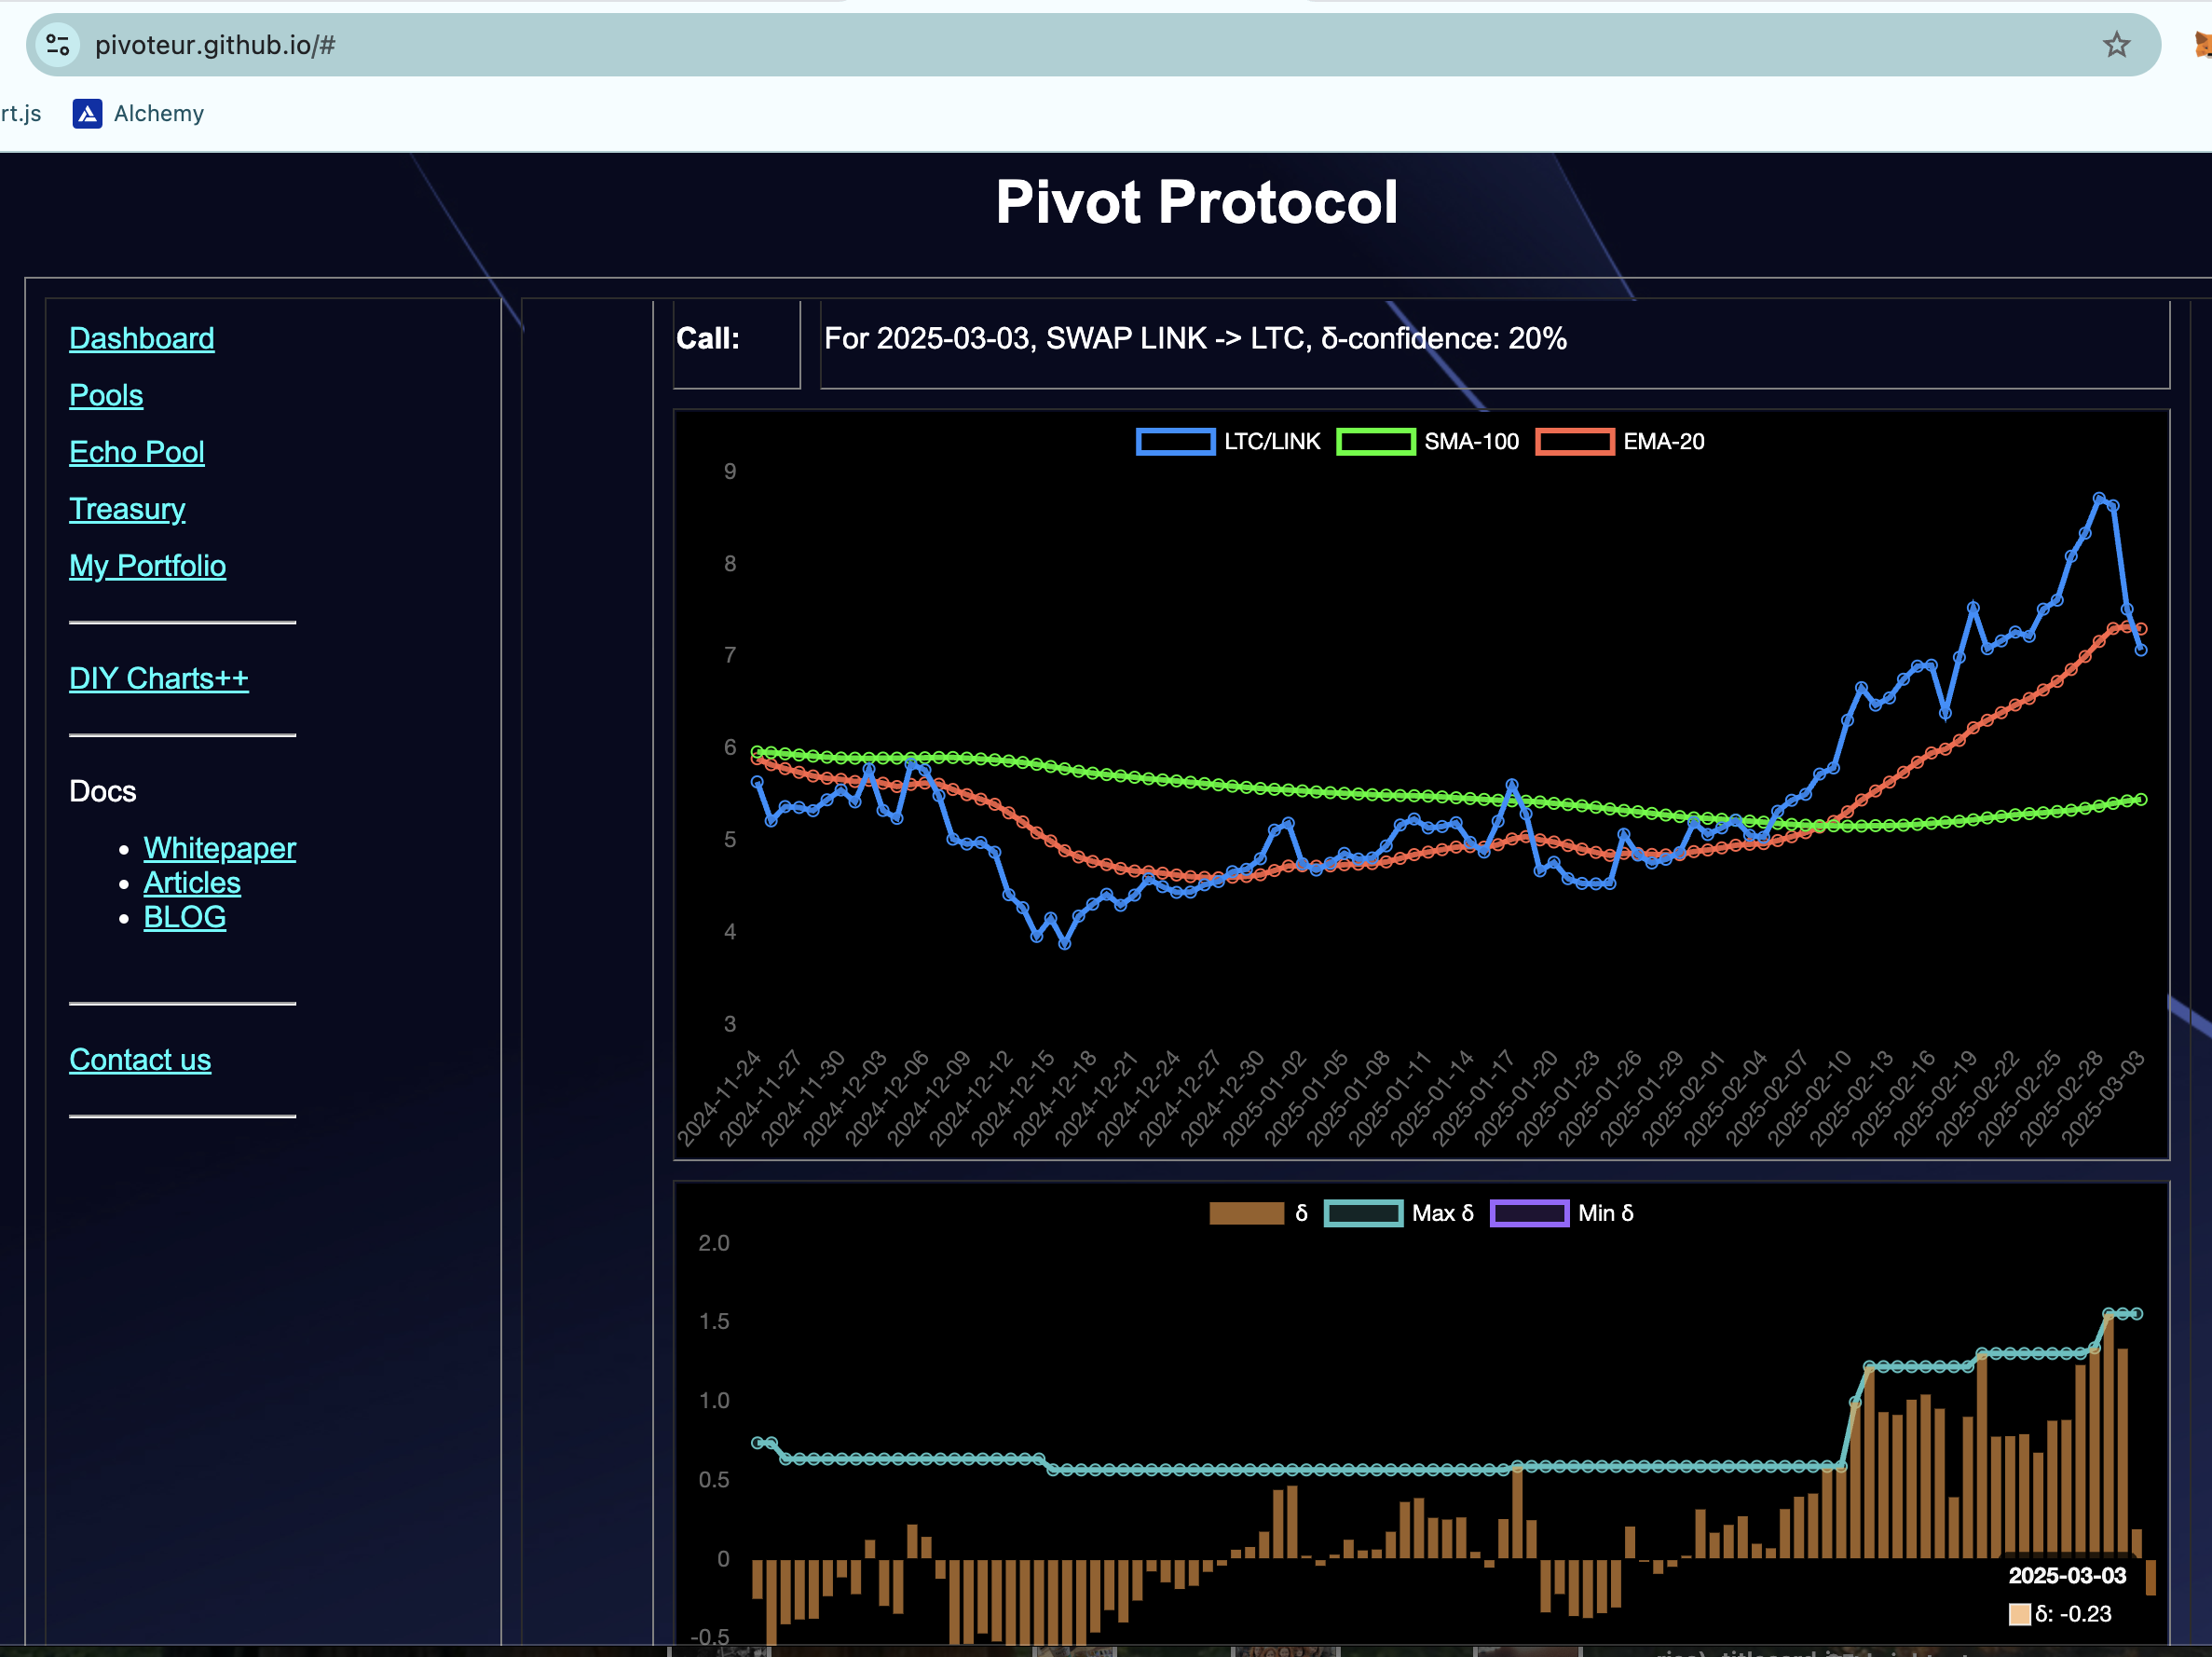 pivoteur.github.io/#
rt.js Alchemy
Pivot Protocol
Dashboard
Pools
Echo Pool
Treasury
My Portfolio
DIY Charts++
Docs
Whitepaper
Articles
BLOG
Contact us
Call: For 2025-03-03, SWAP LINK -> LTC, δ-confidence: 20%
LTC/LINK SMA-100 EMA-20
9
8
7
6
5
4
3
2024-11-24 2024-11-27 2024-11-30 2024-12-03 2024-12-06 2024-12-09 2024-12-12 2024-12-15 2024-12-18 2024-12-21 2024-12-24 2024-12-27 2024-12-30 2025-01-02 2025-01-05 2025-01-08 2025-01-11 2025-01-14 2025-01-17 2025-01-20 2025-01-23 2025-01-26 2025-01-29 2025-02-01 2025-02-04 2025-02-07 2025-02-10 2025-02-13 2025-02-16 2025-02-19 2025-02-22 2025-02-25 2025-02-28 2025-03-03
δ Max δ Min δ
2.0
1.5
1.0
0.5
0
-0.5
2025-03-03
δ: -0.23